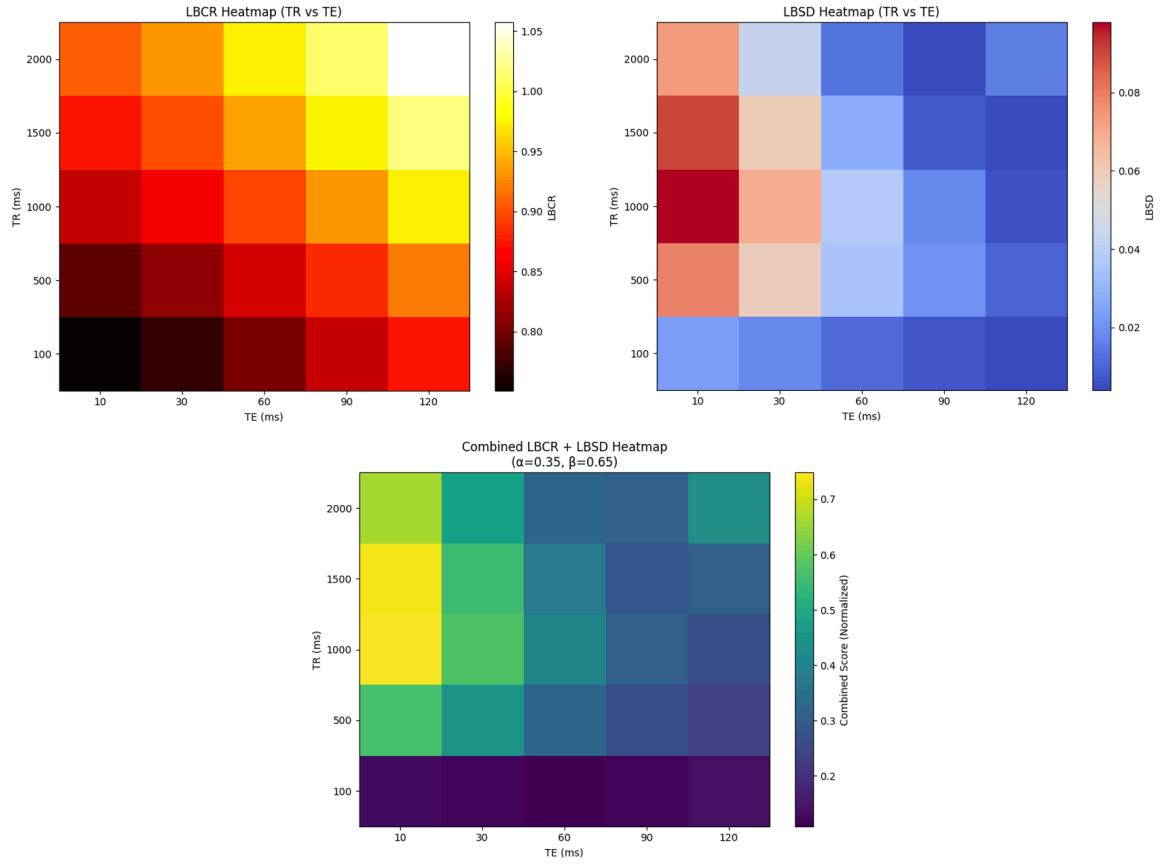 LBCR Heatmap (TR vs TE)
2000
1500
1000
500
100
TR (ms)
10 30 60 90 120
TE (ms)
1.05
1.00
0.95
0.90
0.85
0.80
LBCR
LBSD Heatmap (TR vs TE)
2000
1500
1000
500
100
TR (ms)
10 30 60 90 120
TE (ms)
0.08
0.06
0.04
0.02
LBSD
Combined LBCR + LBSD Heatmap
(α=0.35, β=0.65)
2000
1500
1000
500
100
TR (ms)
10 30 60 90 120
TE (ms)
0.7
0.6
0.5
0.4
0.3
0.2
Combined Score (Normalized)